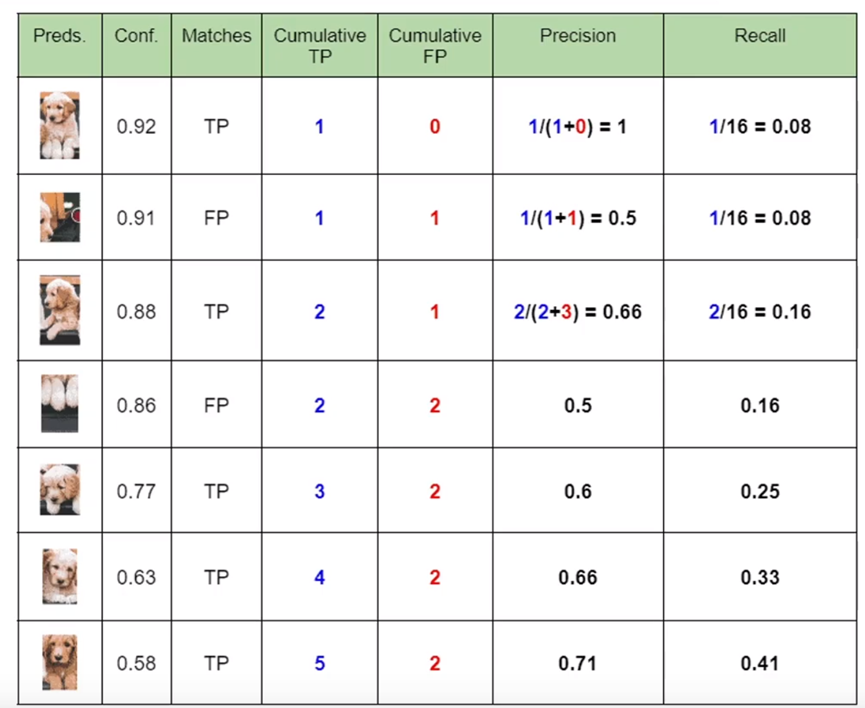 Preds. Conf. Matches Cumulative TP Cumulative FP Precision Recall
0.92 TP 1 0 1/(1+0) = 1 1/16 = 0.08
0.91 FP 1 1 1/(1+1) = 0.5 1/16 = 0.08
0.88 TP 2 1 2/(2+3) = 0.66 2/16 = 0.16
0.86 FP 2 2 0.5 0.16
0.77 TP 3 2 0.6 0.25
0.63 TP 4 2 0.66 0.33
0.58 TP 5 2 0.71 0.41